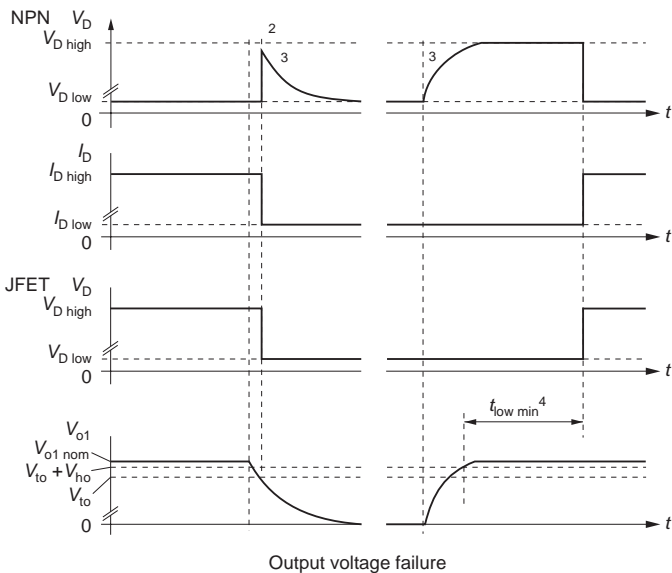 NPN V_D
V_D high
2
3
3
V_D low
0
t
I_D
I_D high
I_D low
0
t
JFET V_D
V_D high
V_D low
0
t
t_low min^4
V_o1
V_o1 nom
V_to + V_ho
V_to
0
t
Output voltage failure